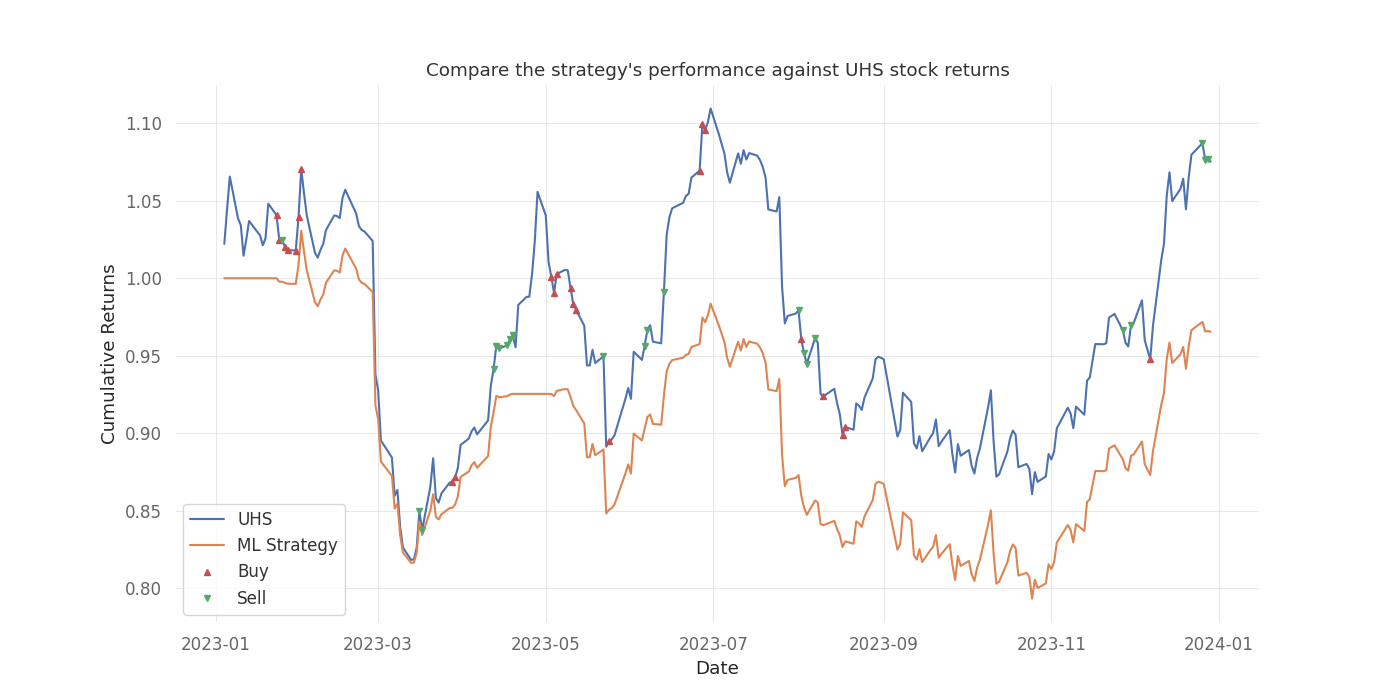 Compare the strategy's performance against UHS stock returns
Cumulative Returns
1.10
1.05
1.00
0.95
0.90
0.85
0.80
UHS
ML Strategy
Buy
Sell
2023-01
2023-03
2023-05
2023-07
2023-09
2023-11
2024-01
Date